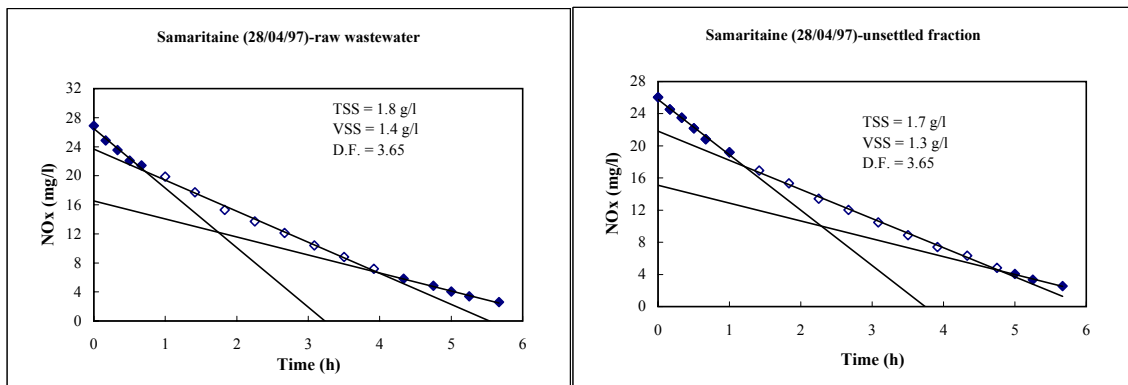 Samaritaine (28/04/97)-raw wastewater
32
28
24
20
16
12
8
4
0
NOx (mg/l)
TSS = 1.8 g/l
VSS = 1.4 g/l
D.F. = 3.65
0 1 2 3 4 5 6
Time (h)
Samaritaine (28/04/97)-unsettled fraction
28
24
20
16
12
8
4
0
NOx (mg/l)
TSS = 1.7 g/l
VSS = 1.3 g/l
D.F. = 3.65
0 1 2 3 4 5 6
Time (h)